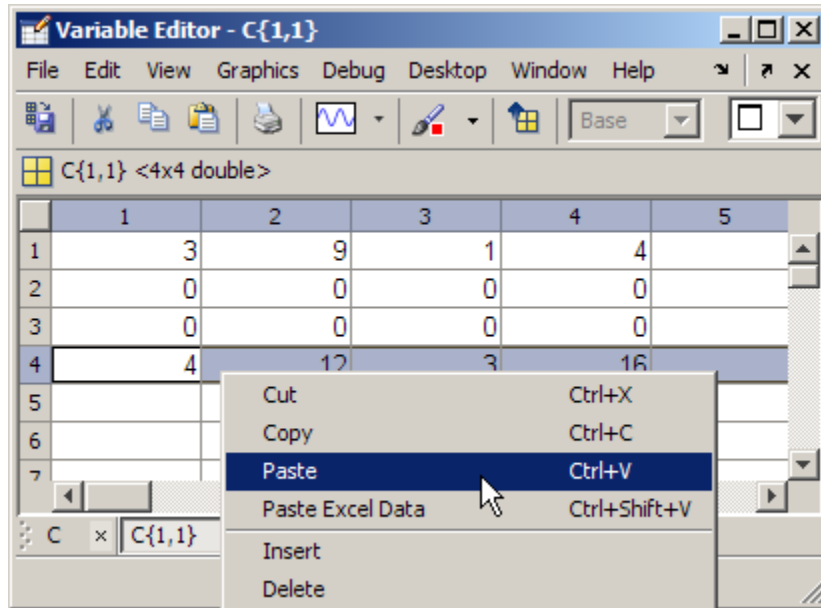 Variable Editor - C{1,1}
File Edit View Graphics Debug Desktop Window Help
Base
C{1,1} <4x4 double>
1 2 3 4 5
1 3 9 1 4
2 0 0 0 0
3 0 0 0 0
4 4 12 3 16
5
6
7
Cut Ctrl+X
Copy Ctrl+C
Paste Ctrl+V
Paste Excel Data Ctrl+Shift+V
C × C{1,1}
Insert
Delete